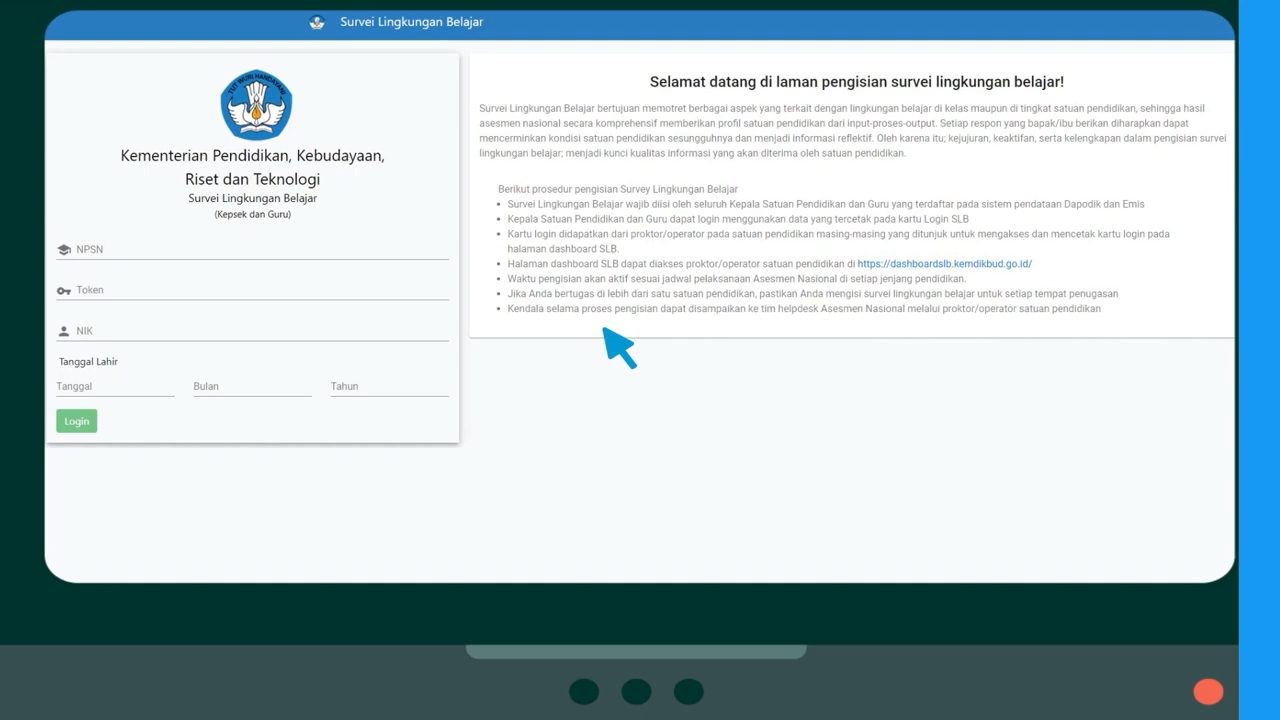 Survei Lingkungan Belajar
TUT WURI HANDAYANI
Kementerian Pendidikan, Kebudayaan,
Riset dan Teknologi
Survei Lingkungan Belajar
(Kepsek dan Guru)
NPSN
Token
NIK
Tanggal Lahir
Tanggal Bulan Tahun
Login
Selamat datang di laman pengisian survei lingkungan belajar!
Survei Lingkungan Belajar bertujuan memotret berbagai aspek yang terkait dengan lingkungan belajar di kelas maupun di tingkat satuan pendidikan, sehingga hasil
asesmen nasional secara komprehensif memberikan profil satuan pendidikan dari input-proses-output. Setiap respon yang bapak/ibu berikan diharapkan dapat
mencerminkan kondisi satuan pendidikan sesungguhnya dan menjadi informasi reflektif. Oleh karena itu; kejujuran, keaktifan, serta kelengkapan dalam pengisian survei
lingkungan belajar; menjadi kunci kualitas informasi yang akan diterima oleh satuan pendidikan.
Berikut prosedur pengisian Survey Lingkungan Belajar
• Survei Lingkungan Belajar wajib diisi oleh seluruh Kepala Satuan Pendidikan dan Guru yang terdaftar pada sistem pendataan Dapodik dan Emis
• Kepala Satuan Pendidikan dan Guru dapat login menggunakan data yang tercetak pada kartu Login SLB
• Kartu login didapatkan dari proktor/operator pada satuan pendidikan masing-masing yang ditunjuk untuk mengakses dan mencetak kartu login pada
halaman dashboard SLB.
• Halaman dashboard SLB dapat diakses proktor/operator satuan pendidikan di https://dashboardslb.kemdikbud.go.id/
• Waktu pengisian akan aktif sesuai jadwal pelaksanaan Asesmen Nasional di setiap jenjang pendidikan.
• Jika Anda bertugas di lebih dari satu satuan pendidikan, pastikan Anda mengisi survei lingkungan belajar untuk setiap tempat penugasan
• Kendala selama proses pengisian dapat disampaikan ke tim helpdesk Asesmen Nasional melalui proktor/operator satuan pendidikan